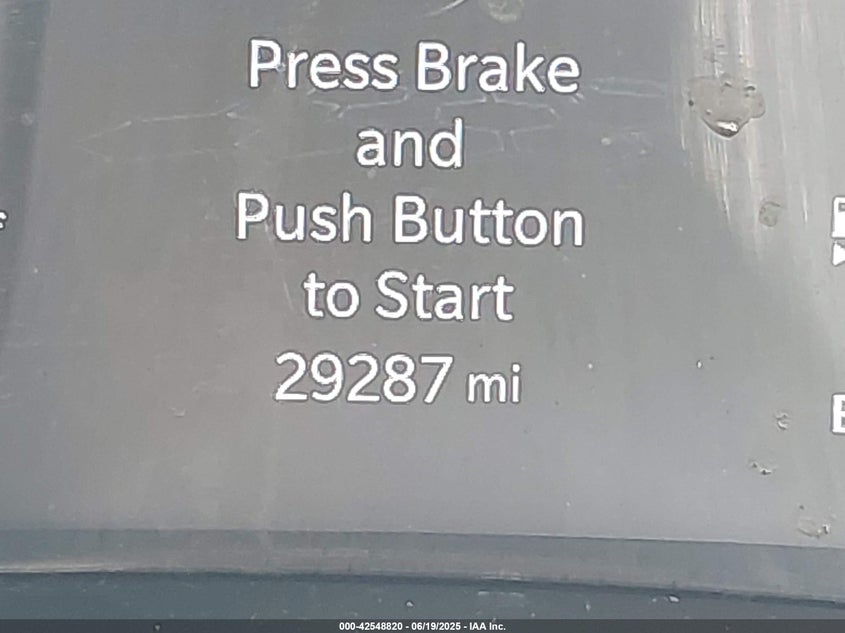 Press Brake
and
Push Button
to Start
29287 mi
000-42548820 - 06/19/2025 - IAA Inc.